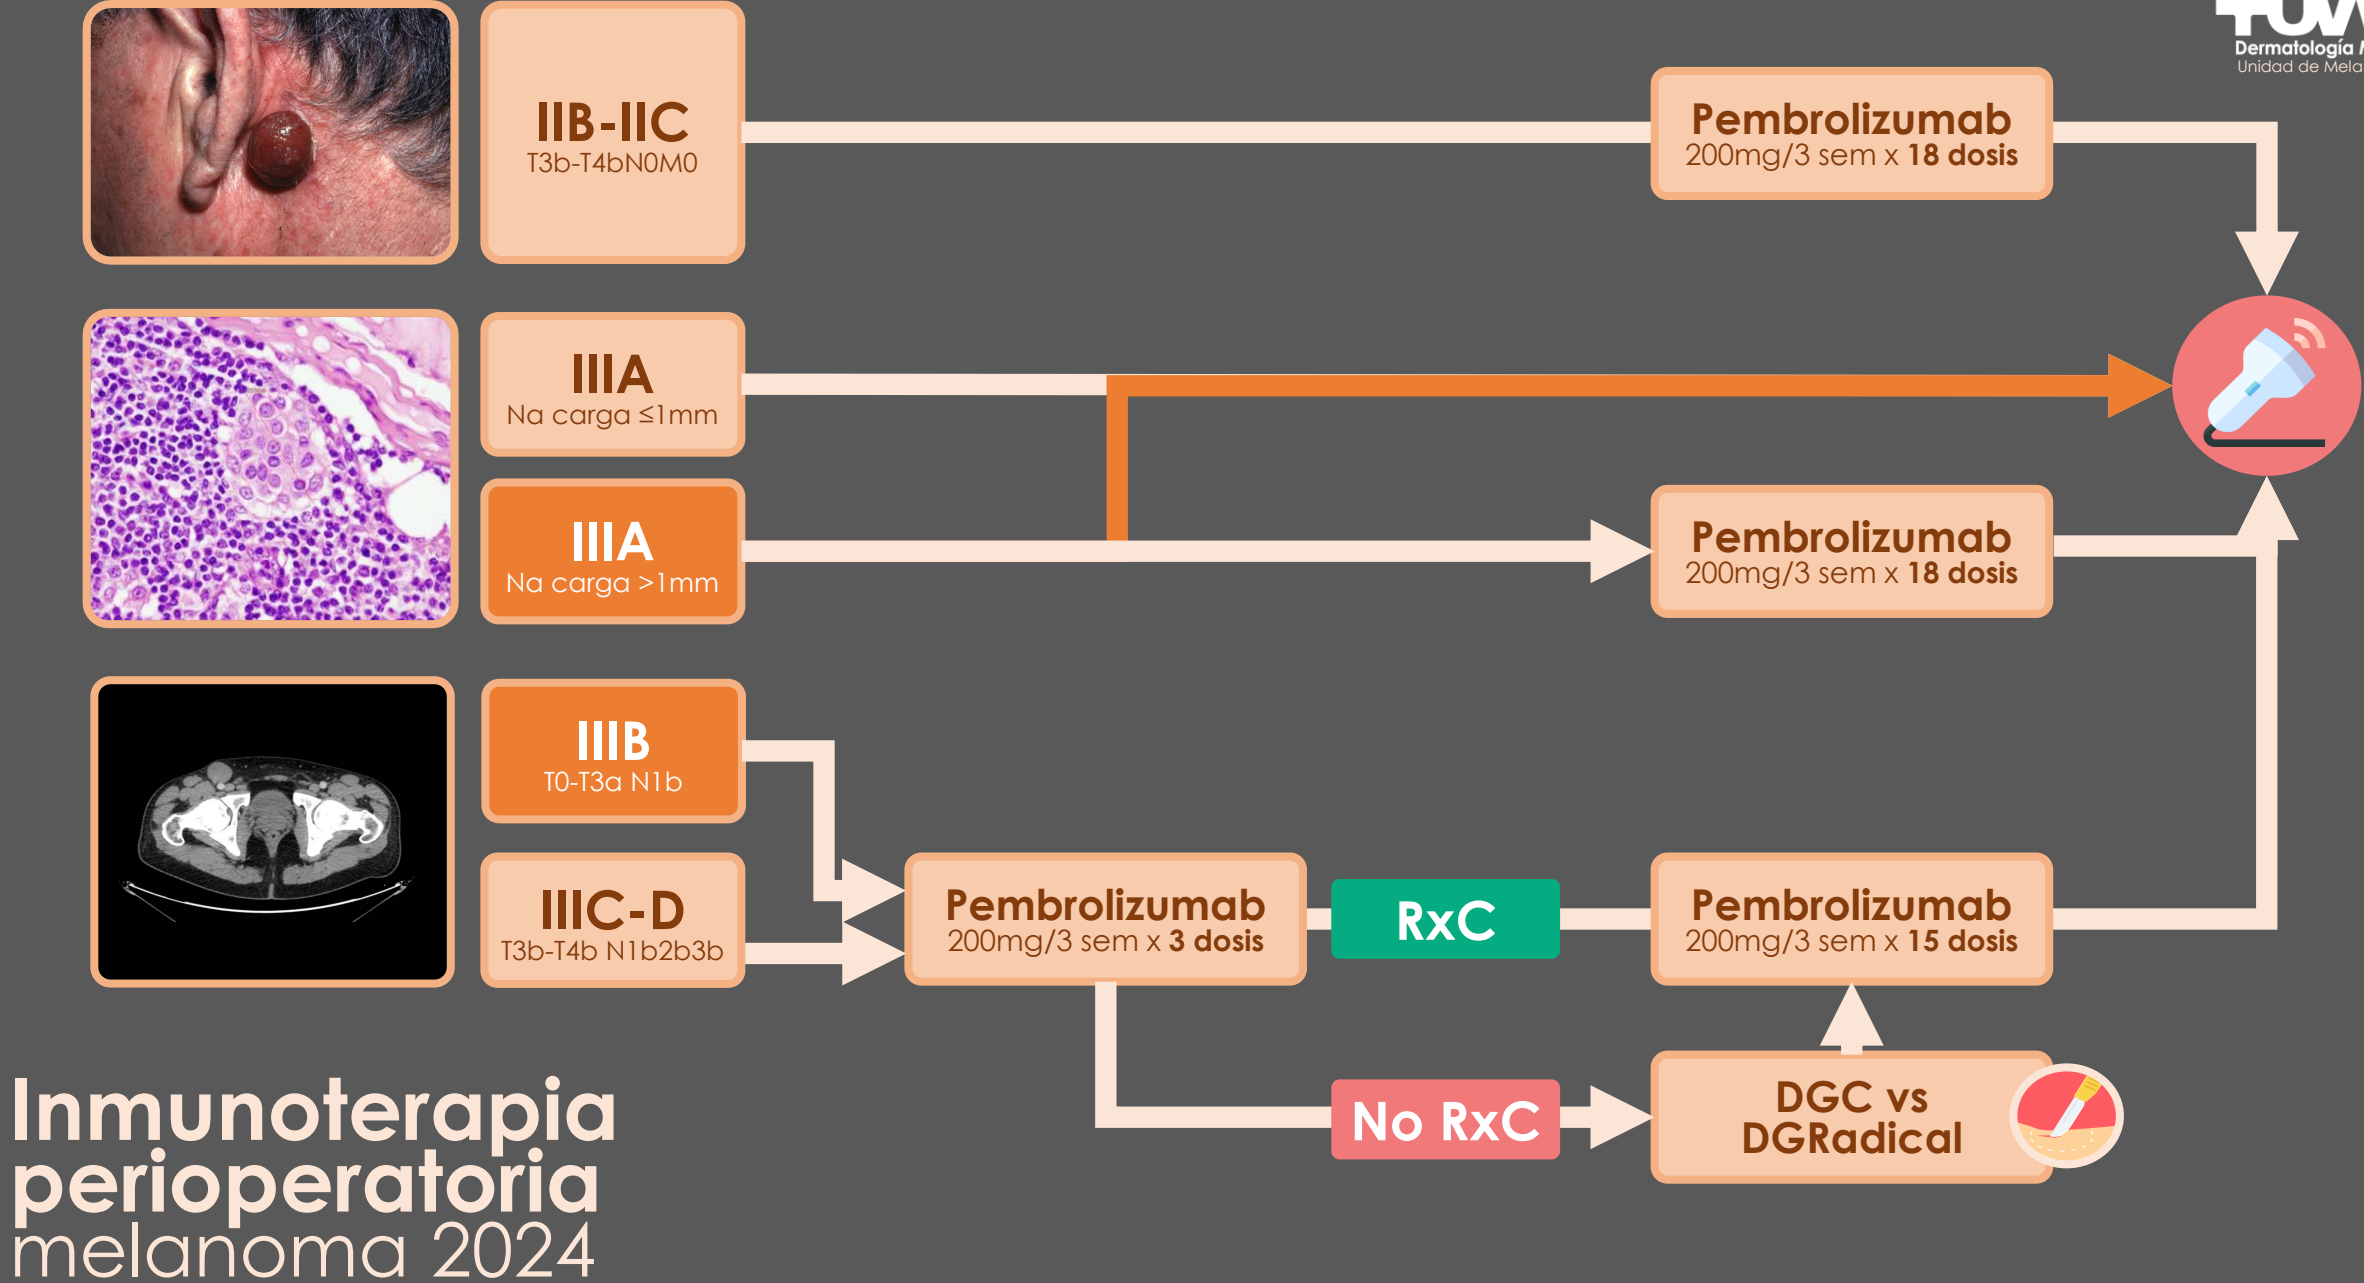 Dermatología
Unidad de
IIB-IIC
T3b-T4bN0M0
Pembrolizumab
200mg/3 sem x 18 dosis
IIIA
Na carga ≤1mm
IIIA
Na carga >1mm
Pembrolizumab
200mg/3 sem x 18 dosis
IIIB
T0-T3a N1b
IIIC-D
T3b-T4b N1b2b3b
Pembrolizumab
200mg/3 sem x 3 dosis
RxC
Pembrolizumab
200mg/3 sem x 15 dosis
No RxC
DGC vs
DGRadical
Inmunoterapia
perioperatoria
melanoma 2024